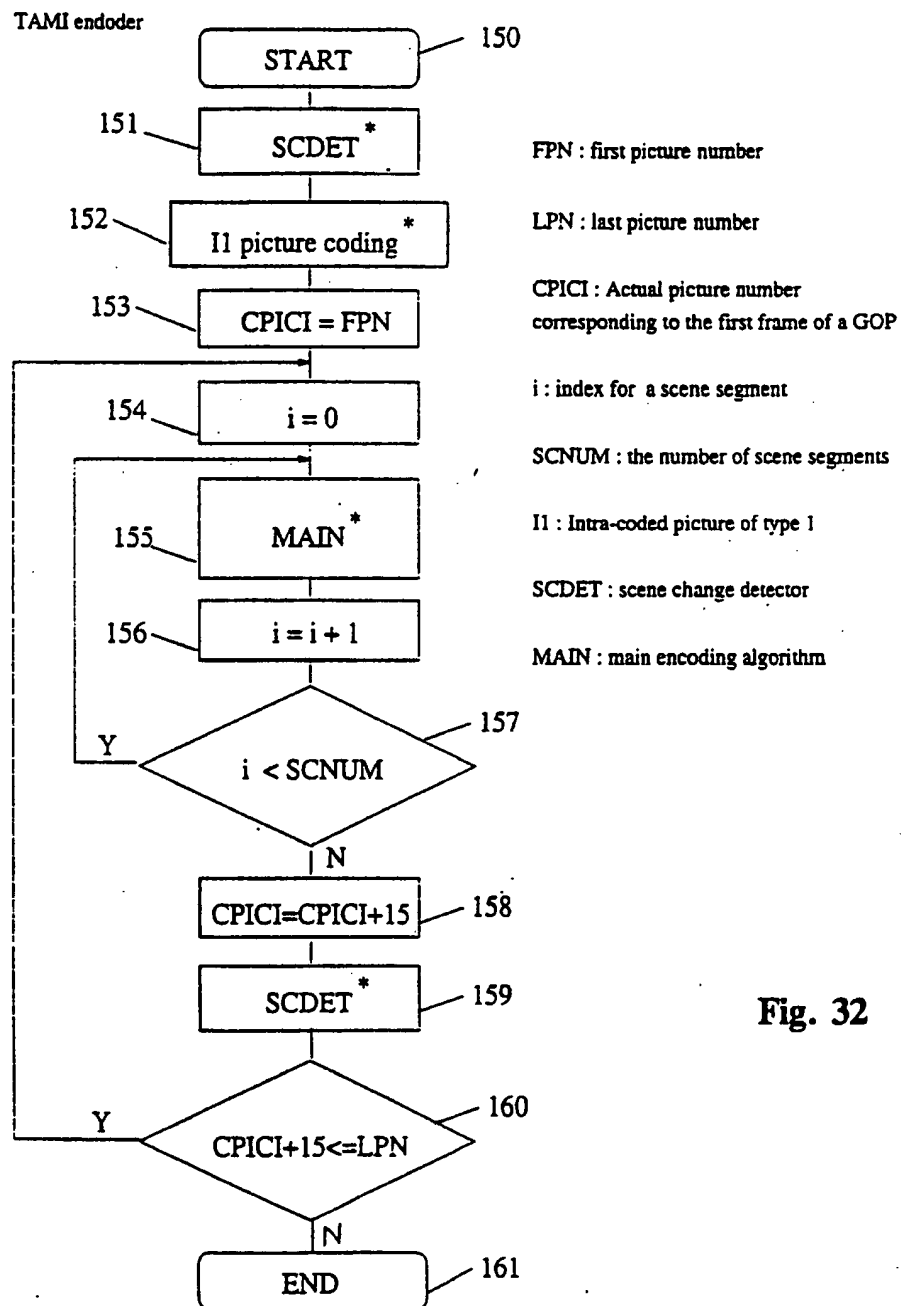 TAMI endoder
150
START
151
SCDET*
FPN : first picture number
152
I1 picture coding*
LPN : last picture number
153
CPICI = FPN
CPICI : Actual picture number
corresponding to the first frame of a GOP
154
i = 0
i : index for a scene segment
SCNUM : the number of scene segments
155
MAIN*
I1 : Intra-coded picture of type 1
SCDET : scene change detector
156
i = i + 1
MAIN : main encoding algorithm
157
Y
i < SCNUM
N
CPICI=CPICI+15
158
SCDET*
159
Fig. 32
160
Y
CPICI+15<=LPN
N
END
161